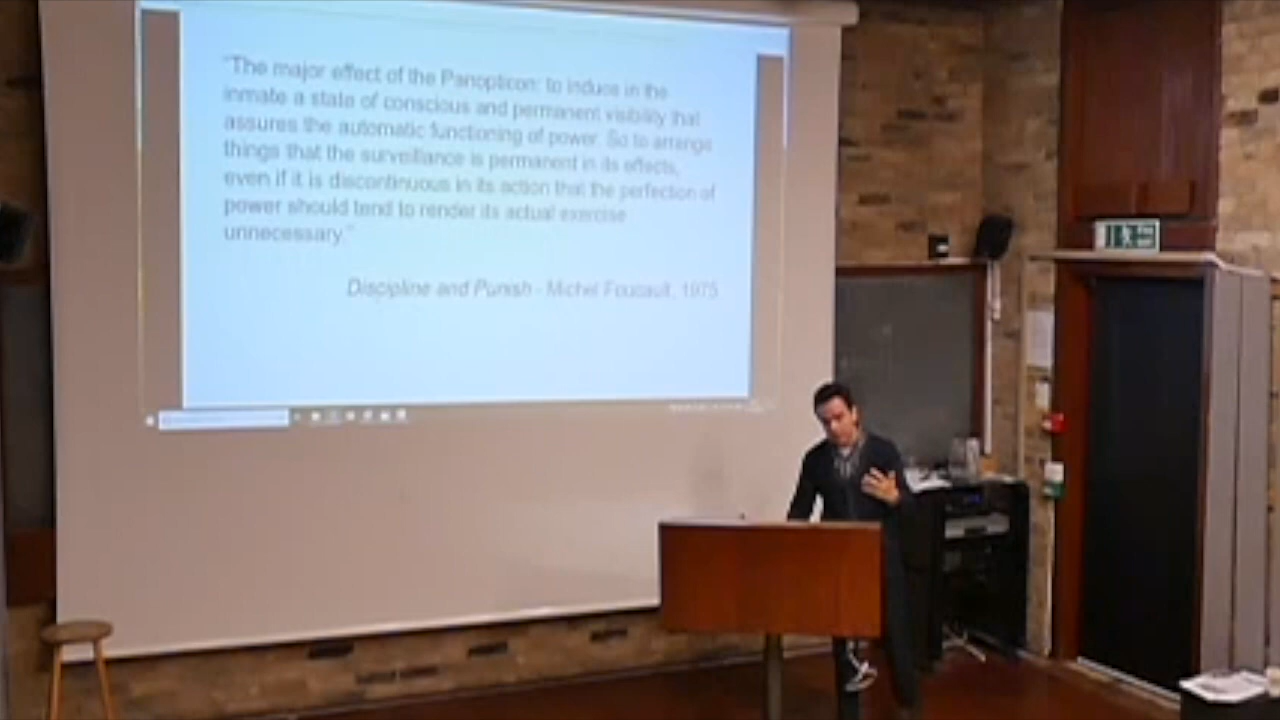 "The major effect of the Panopticon: to induce in the
inmate a state of conscious and permanent visibility that
assures the automatic functioning of power. So to arrange
things that the surveillance is permanent in its effects,
even if it is discontinuous in its action that the perfection of
power should tend to render its actual exercise
unnecessary."
Discipline and Punish - Michel Foucault, 1975